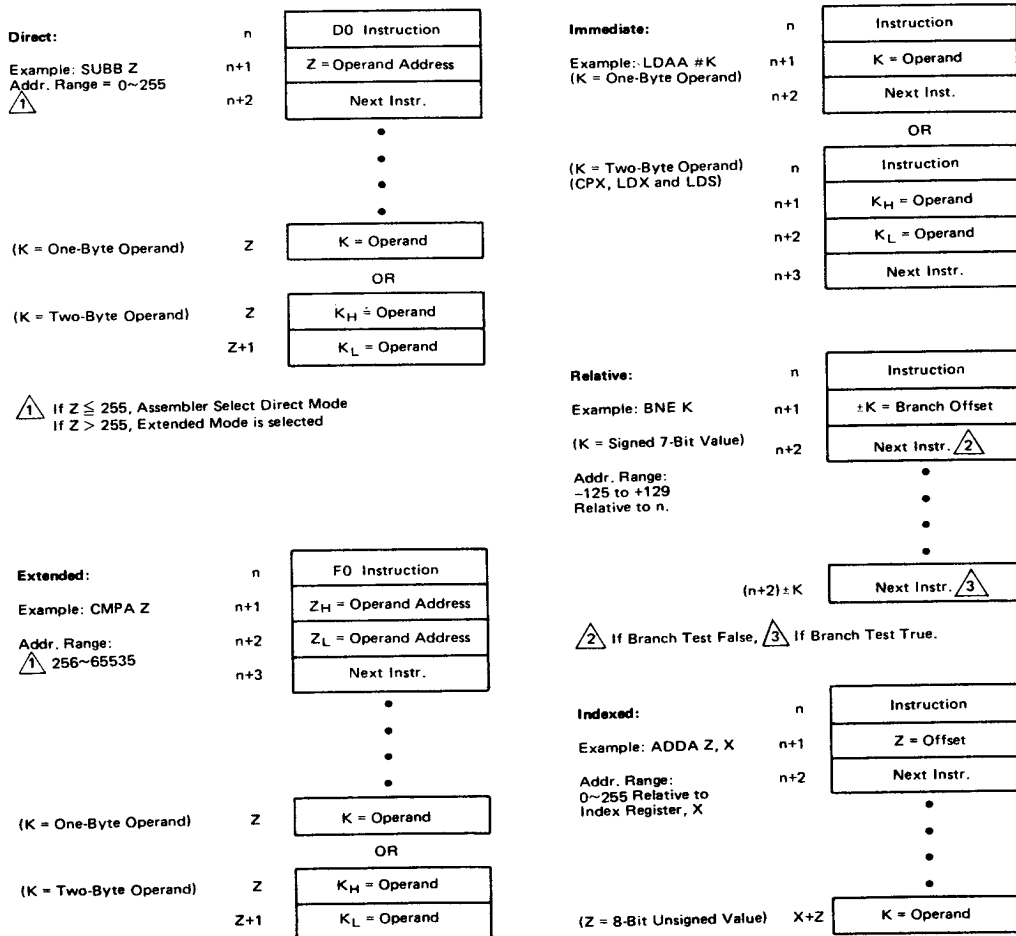 Direct:
n
D0 Instruction
Example: SUBB Z
n+1
Z = Operand Address
Addr. Range = 0~255
1
n+2
Next Instr.
(K = One-Byte Operand)
Z
K = Operand
OR
(K = Two-Byte Operand)
Z
KH = Operand
Z+1
KL = Operand
1 If Z ≦ 255, Assembler Select Direct Mode
If Z > 255, Extended Mode is selected
Extended:
n
F0 Instruction
Example: CMPA Z
n+1
ZH = Operand Address
Addr. Range:
1 256~65535
n+2
ZL = Operand Address
n+3
Next Instr.
(K = One-Byte Operand)
Z
K = Operand
OR
(K = Two-Byte Operand)
Z
KH = Operand
Z+1
KL = Operand
Immediate:
n
Instruction
Example: LDAA #K
(K = One-Byte Operand)
n+1
K = Operand
n+2
Next Inst.
OR
(K = Two-Byte Operand)
(CPX, LDX and LDS)
n
Instruction
n+1
KH = Operand
n+2
KL = Operand
n+3
Next Instr.
Relative:
n
Instruction
Example: BNE K
n+1
±K = Branch Offset
(K = Signed 7-Bit Value)
n+2
Next Instr. 2
Addr. Range:
–125 to +129
Relative to n.
(n+2)±K
Next Instr. 3
2 If Branch Test False, 3 If Branch Test True.
Indexed:
n
Instruction
Example: ADDA Z, X
n+1
Z = Offset
Addr. Range:
0~255 Relative to
Index Register, X
n+2
Next Instr.
(Z = 8-Bit Unsigned Value)
X+Z
K = Operand